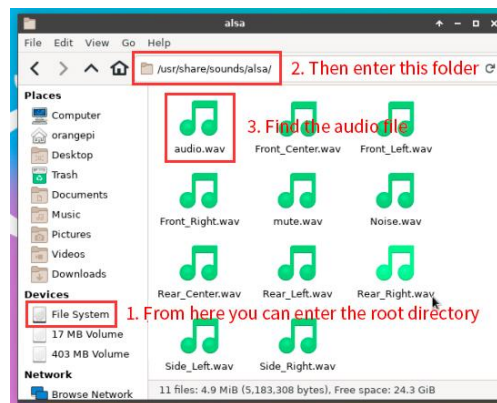 alsa
File Edit View Go Help
/usr/share/sounds/alsa/
2. Then enter this folder
Places
Computer
orangepi
Desktop
Trash
Documents
Music
Pictures
Videos
Downloads
Devices
File System
17 MB Volume
403 MB Volume
Network
Browse Network
3. Find the audio file
audio.wav Front_Center.wav Front_Left.wav
Front_Right.wav mute.wav Noise.wav
Rear_Center.wav Rear_Left.wav Rear_Right.wav
1. From here you can enter the root directory
Side_Left.wav Side_Right.wav
11 files: 4.9 MiB (5,183,308 bytes), Free space: 24.3 GiB